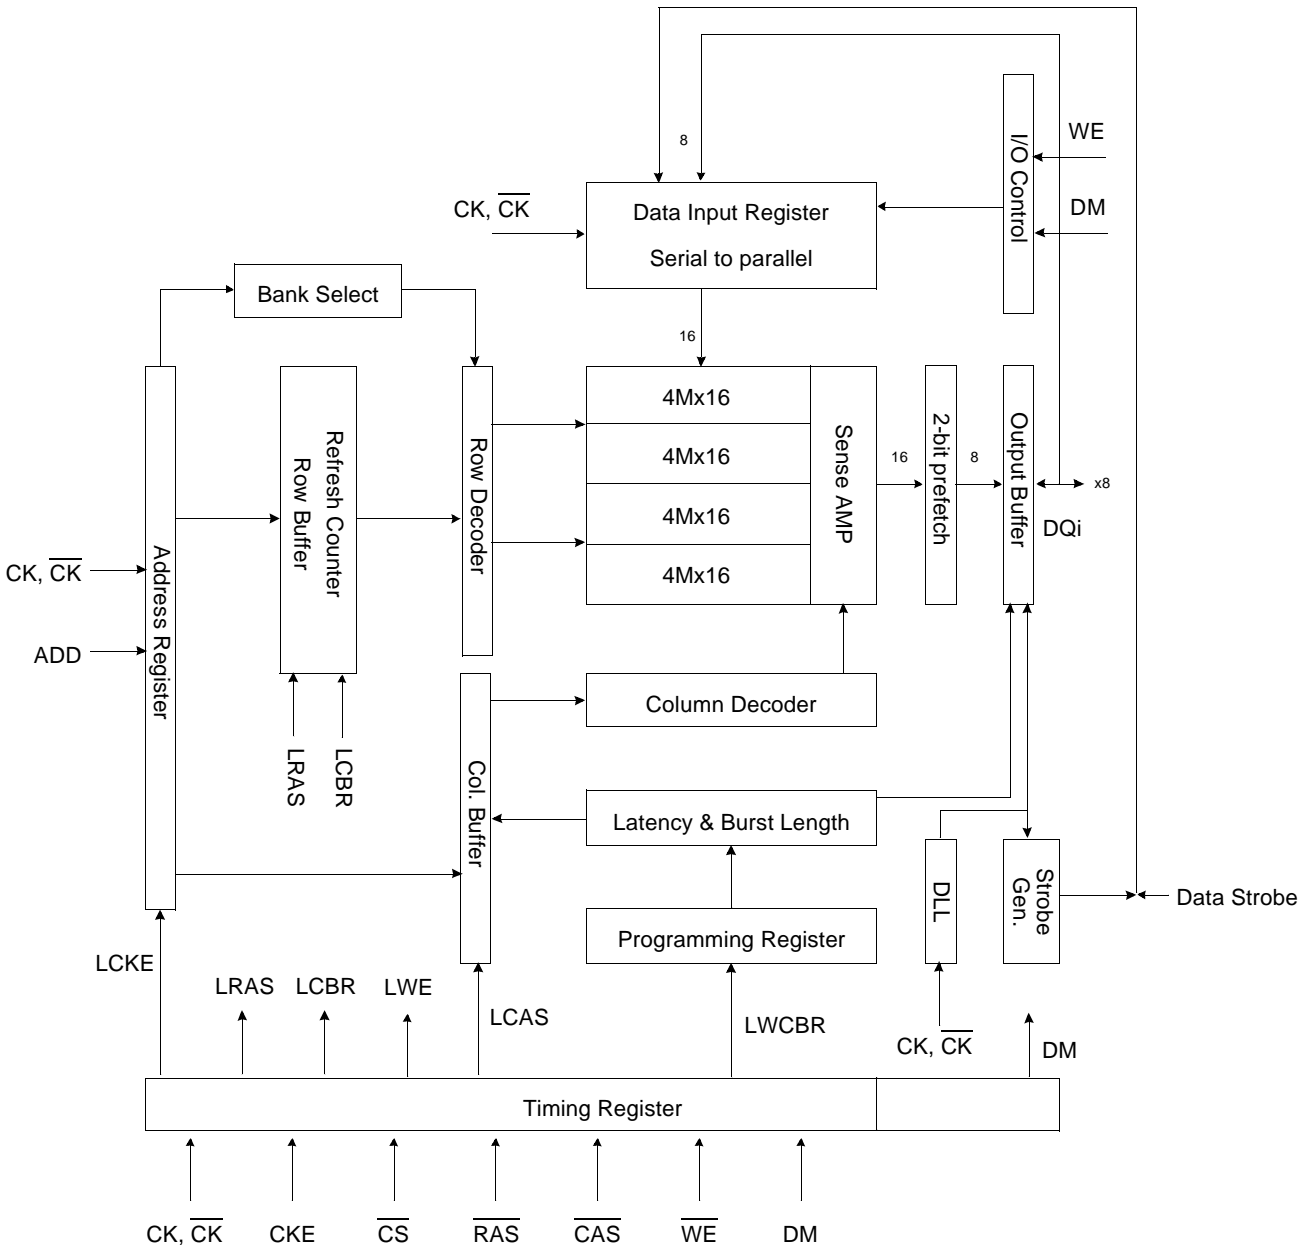 WE
8
I/O Control
CK, CK
Data Input Register
DM
Serial to parallel
Bank Select
16
4Mx16
4Mx16
4Mx16
4Mx16
Sense AMP
16
2-bit prefetch
8
Output Buffer
x8
DQi
Refresh Counter
Row Buffer
Row Decoder
Address Register
CK, CK
ADD
LRAS
LCBR
Column Decoder
Col. Buffer
Latency & Burst Length
DLL
Strobe
Gen.
Data Strobe
Programming Register
LCKE
LRAS
LCBR
LWE
LCAS
LWCBR
CK, CK
DM
Timing Register
CK, CK
CKE
CS
RAS
CAS
WE
DM